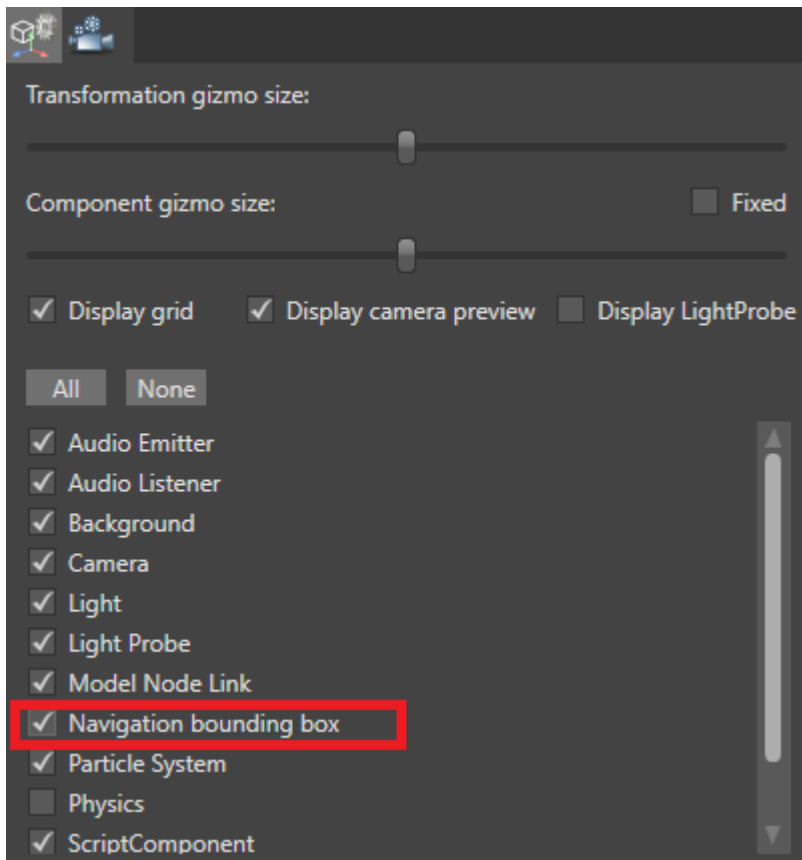 Transformation gizmo size:
Component gizmo size: Fixed
Display grid Display camera preview Display LightProbe
All None
Audio Emitter
Audio Listener
Background
Camera
Light
Light Probe
Model Node Link
Navigation bounding box
Particle System
Physics
ScriptComponent